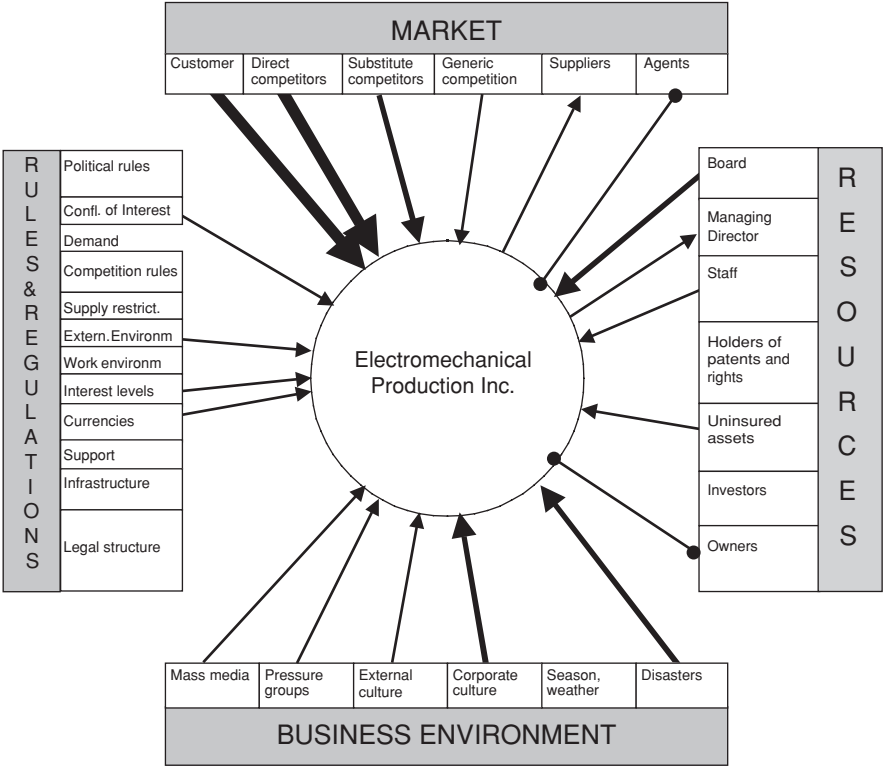 MARKET
Customer
Direct
competitors
Substitute
competitors
Generic
competition
Suppliers
Agents
RULES&REGULATIONS
Political rules
Confl. of Interest
Demand
Competition rules
Supply restrict.
Extern.Environm
Work environm
Interest levels
Currencies
Support
Infrastructure
Legal structure
Electromechanical
Production Inc.
Board
Managing
Director
Staff
Holders of
patents and
rights
Uninsured
assets
Investors
Owners
RESOURCES
Mass media
Pressure
groups
External
culture
Corporate
culture
Season,
weather
Disasters
BUSINESS ENVIRONMENT